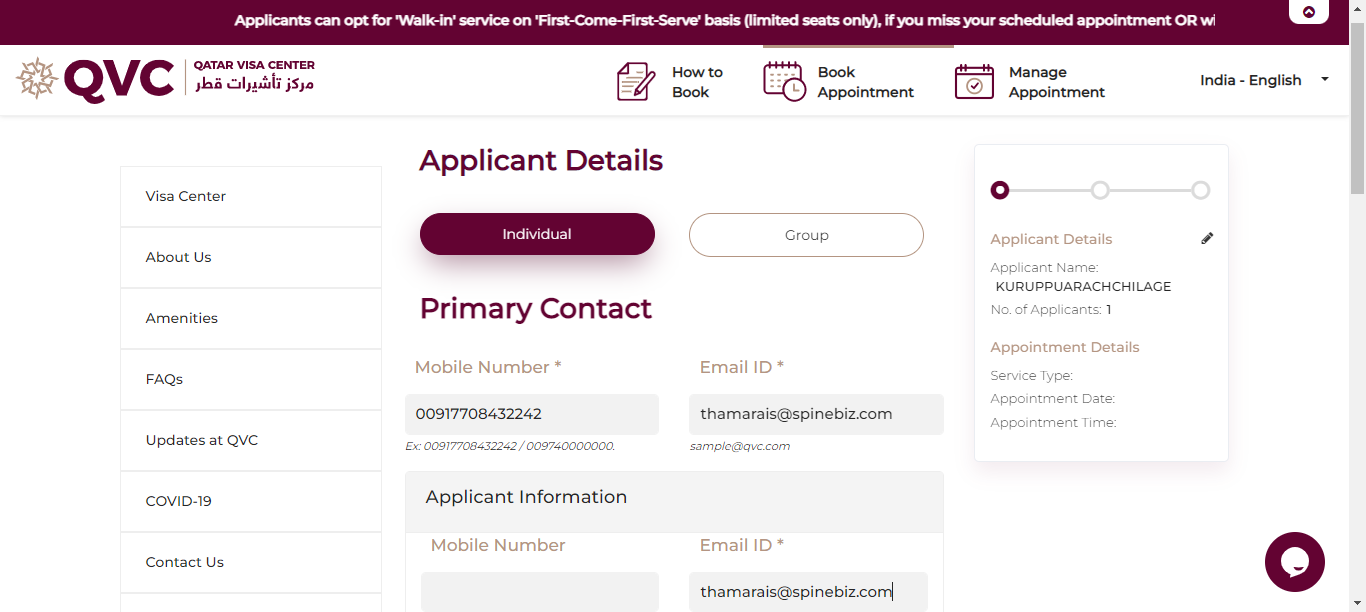 Applicants can opt for 'Walk-in' service on 'First-Come-First-Serve' basis (limited seats only), if you miss your scheduled appointment OR wi
QVC
QATAR VISA CENTER
مركز تأشيرات قطر
How to
Book
Book
Appointment
Manage
Appointment
India - English
Visa Center
About Us
Amenities
FAQs
Updates at QVC
COVID-19
Contact Us
Applicant Details
Individual
Group
Primary Contact
Mobile Number *
Email ID *
00917708432242
thamarais@spinebiz.com
Ex: 00917708432242 / 009740000000.
sample@qvc.com
Applicant Information
Mobile Number
Email ID *
thamarais@spinebiz.com
Applicant Details
Applicant Name:
KURUPPUARACHCHILAGE
No. of Applicants: 1
Appointment Details
Service Type:
Appointment Date:
Appointment Time: